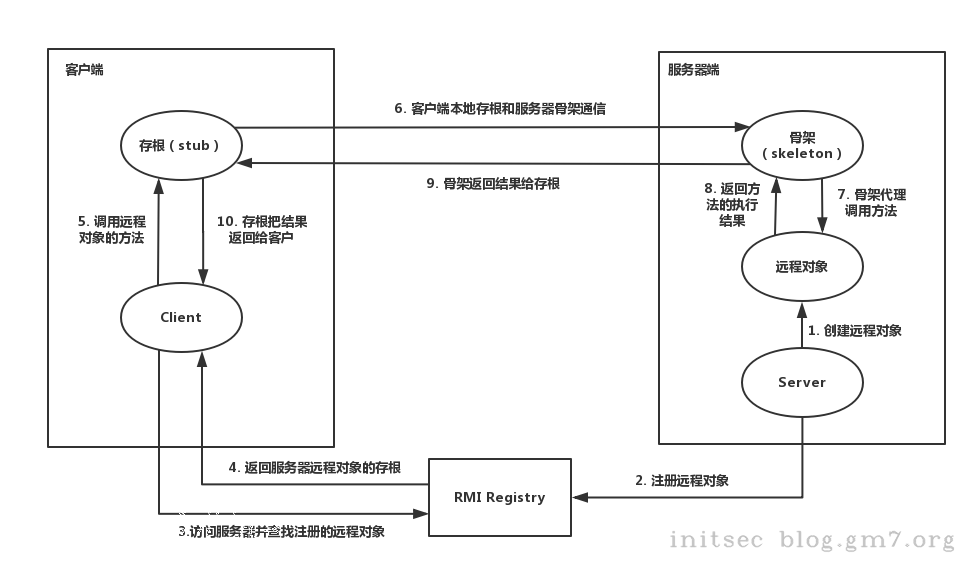 客户端
服务器端
6. 客户端本地存根和服务器骨架通信
存根（stub）
骨架
（skeleton）
9. 骨架返回结果给存根
5. 调用远程
对象的方法
10. 存根把结果
返回给客户
8. 返回方
法的执行
结果
7. 骨架代理
调用方法
远程对象
Client
1. 创建远程对象
Server
4. 返回服务器远程对象的存根
RMI Registry
2. 注册远程对象
3.访问服务器并查找注册的远程对象
initsec blog.gm7.org